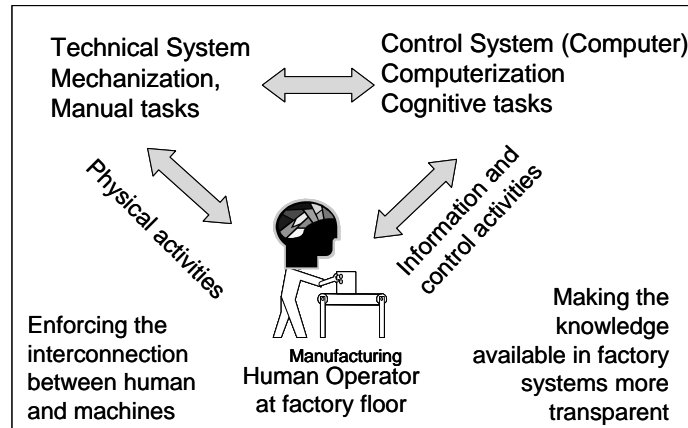 Technical System
Mechanization,
Manual tasks
Control System (Computer)
Computerization
Cognitive tasks
Physical activities
Information and
control activities
Enforcing the
interconnection
between human
and machines
Manufacturing
Human Operator
at factory floor
Making the
knowledge
available in factory
systems more
transparent